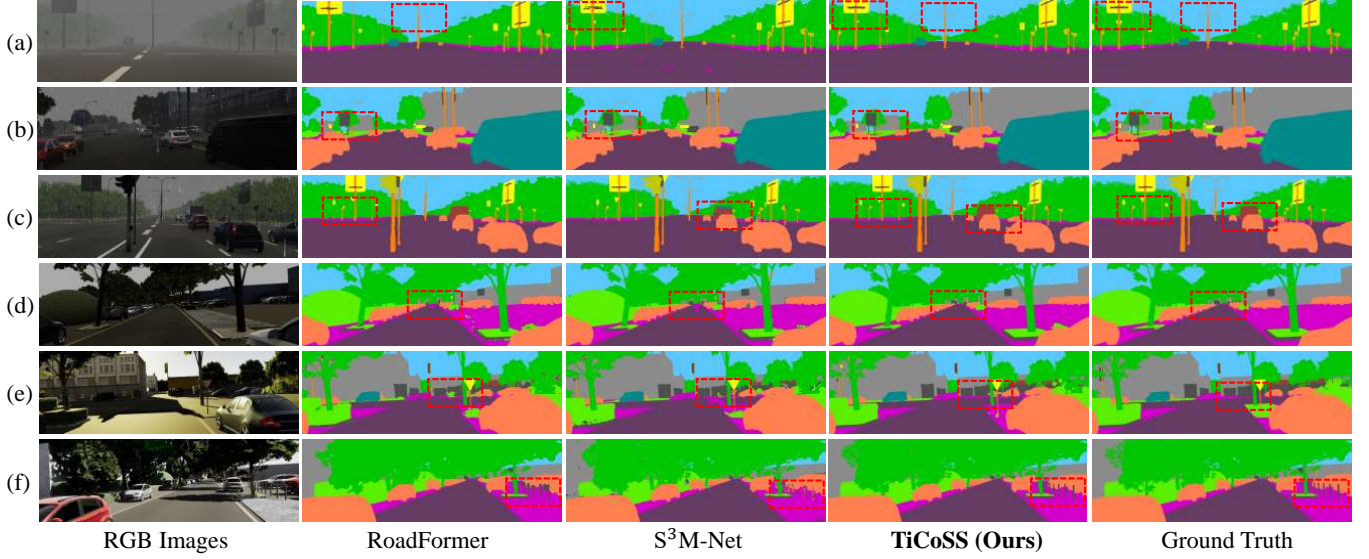 (a)
(b)
(c)
(d)
(e)
(f)
RGB Images RoadFormer S³M-Net TiCoSS (Ours) Ground Truth